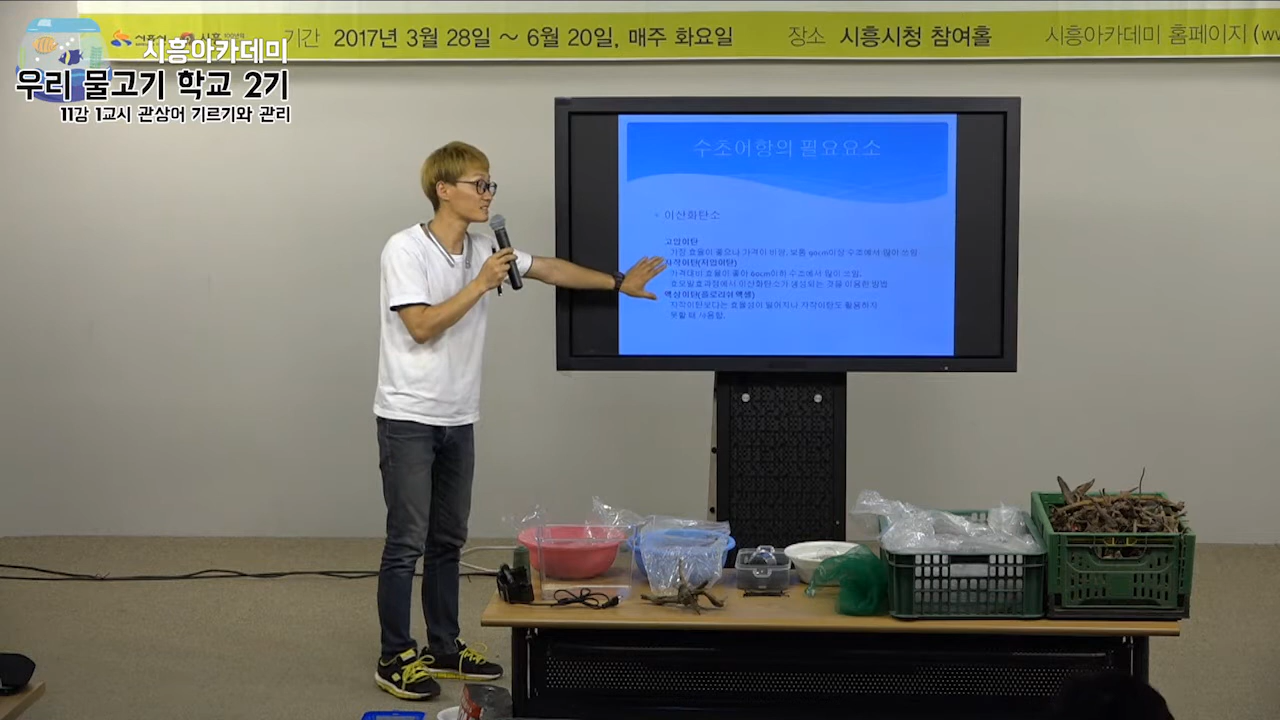 기간 2017년 3월 28일 ~ 6월 20일, 매주 화요일 장소 시흥시청 참여홀 시흥아카데미 홈페이지 (ww
시흥아카데미
우리 물고기 학교 2기
11강 1교시 관상어 기르기와 관리
수초어항의 필요요소
이산화탄소
고압이탄
가장 효율이 좋으나 가격이 비쌈. 보통 90cm이상 수조에서 많이 쓰임.
자작이탄(저압이탄)
가격대비 효율이 좋아 60cm이하 수조에서 많이 쓰임.
효모발효과정에서 이산화탄소가 생성되는 것을 이용한 방법
액상이탄(플로리쉬 엑셀)
자작이탄보다는 효율성이 떨어지나 자작이탄도 활용하지
못할 때 사용함.